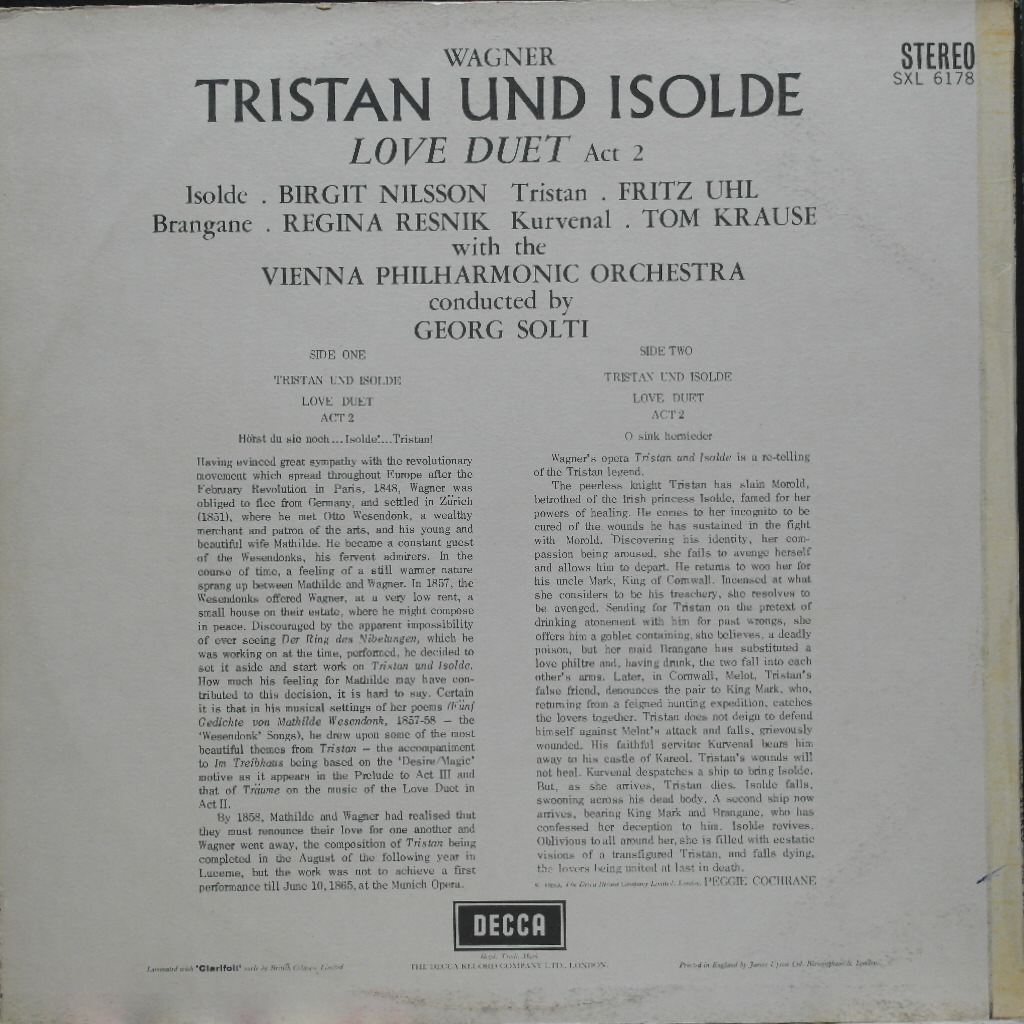 WAGNER
STEREO
SXL 6178
TRISTAN UND ISOLDE
LOVE DUET Act 2
Isolde . BIRGIT NILSSON Tristan . FRITZ UHL
Brangane . REGINA RESNIK Kurvenal . TOM KRAUSE
with the
VIENNA PHILHARMONIC ORCHESTRA
conducted by
GEORG SOLTI
SIDE ONE
TRISTAN UND ISOLDE
LOVE DUET
ACT 2
Hörst du sie noch...Isolde!...Tristan!
Having evinced great sympathy with the revolutionary
movement which spread throughout Europe after the
February Revolution in Paris, 1848, Wagner was
obliged to flee from Germany, and settled in Zürich
(1851), where he met Otto Wesendonk, a wealthy
merchant and patron of the arts, and his young and
beautiful wife Mathilde. He became a constant guest
of the Wesendonks, his fervent admirers. In the
course of time, a feeling of a still warmer nature
sprang up between Mathilde and Wagner. In 1857, the
Wesendonks offered Wagner, at a very low rent, a
small house on their estate, where he might compose
in peace. Discouraged by the apparent impossibility
of ever seeing Der Ring des Nibelungen, which he
was working on at the time, performed, he decided to
set it aside and start work on Tristan und Isolde.
How much his feeling for Mathilde may have con-
tributed to this decision, it is hard to say. Certain
it is that in his musical settings of her poems (Fünf
Gedichte von Mathilde Wesendonk, 1857-58 – the
'Wesendonk' Songs), he drew upon some of the most
beautiful themes from Tristan – the accompaniment
to Im Treibhaus being based on the 'Desire/Magic'
motive as it appears in the Prelude to Act III and
that of Träume on the music of the Love Duet in
Act II.
By 1858, Mathilde and Wagner had realised that
they must renounce their love for one another and
Wagner went away, the composition of Tristan being
completed in the August of the following year in
Lucerne, but the work was not to achieve a first
performance till June 10, 1865, at the Munich Opera.
SIDE TWO
TRISTAN UND ISOLDE
LOVE DUET
ACT 2
O sink hernieder
Wagner's opera Tristan und Isolde is a re-telling
of the Tristan legend.
The peerless knight Tristan has slain Morold,
betrothed of the Irish princess Isolde, famed for her
powers of healing. He comes to her incognito to be
cured of the wounds he has sustained in the fight
with Morold. Discovering his identity, her com-
passion being aroused, she fails to avenge herself
and allows him to depart. He returns to woo her for
his uncle Mark, King of Cornwall. Incensed at what
she considers to be his treachery, she resolves to
be avenged. Sending for Tristan on the pretext of
drinking atonement with him for past wrongs, she
offers him a goblet containing, she believes, a deadly
poison, but her maid Brangane has substituted a
love philtre and, having drunk, the two fall into each
other's arms. Later, in Cornwall, Melot, Tristan's
false friend, denounces the pair to King Mark, who,
returning from a feigned hunting expedition, catches
the lovers together. Tristan does not deign to defend
himself against Melot's attack and falls, grievously
wounded. His faithful servitor Kurvenal bears him
away to his castle of Kareol. Tristan's wounds will
not heal. Kurvenal despatches a ship to bring Isolde.
But, as she arrives, Tristan dies. Isolde falls,
swooning across his dead body. A second ship now
arrives, bearing King Mark and Brangane, who has
confessed her deception to him. Isolde revives.
Oblivious to all around her, she is filled with ecstatic
visions of a transfigured Tristan, and falls dying,
the lovers being united at last in death.
The Decca Record Company Limited, London. PEGGIE COCHRANE
DECCA
Regd. Trade Mark
THE DECCA RECORD COMPANY LTD., LONDON.
Laminated with 'Clarifoil' made by British Celanese Limited
Printed in England by James Upton Ltd. Birmingham & London.